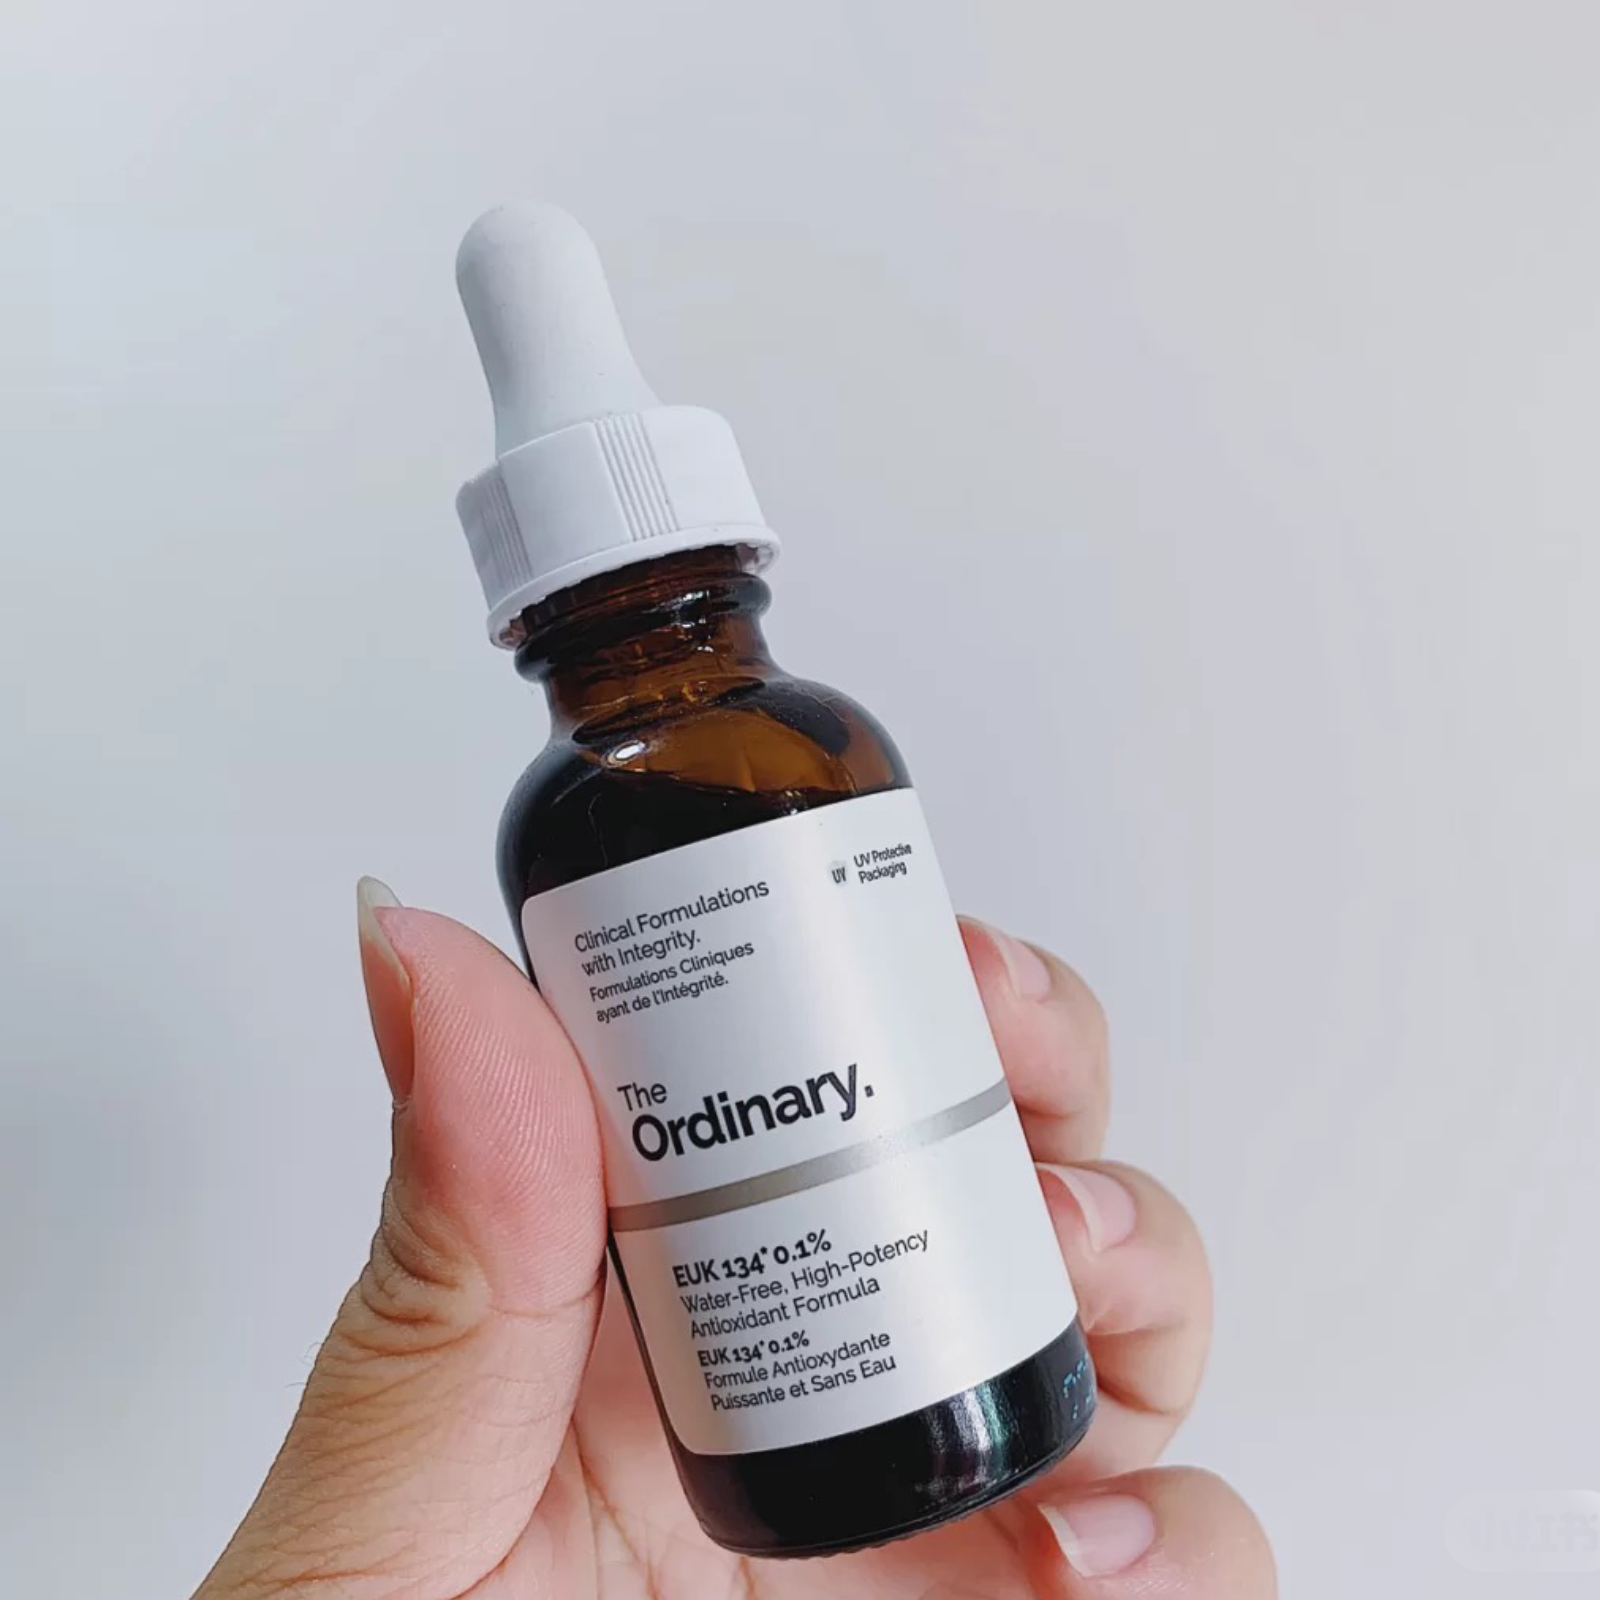 Clinical Formulations
with Integrity.
Formulations Cliniques
ayant de l'Intégrité.
UV
UV Protective
Packaging
The
Ordinary.
EUK 134* 0.1%
Water-Free, High-Potency
Antioxidant Formula
EUK 134* 0.1%
Formule Antioxydante
Puissante et Sans Eau